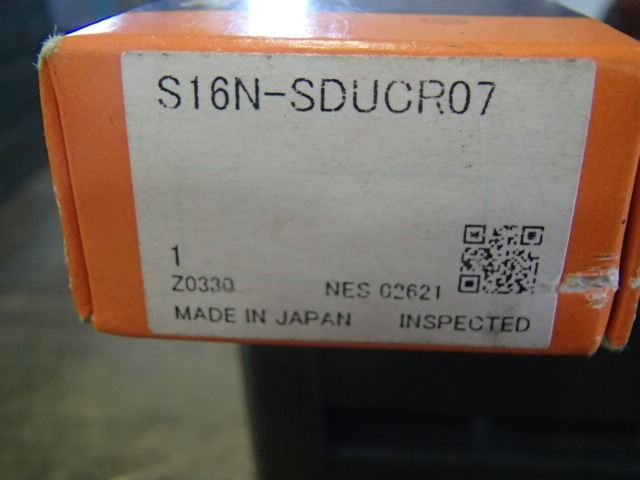 S16N-SDUCR07
1
Z0330 NES 02621
MADE IN JAPAN INSPECTED